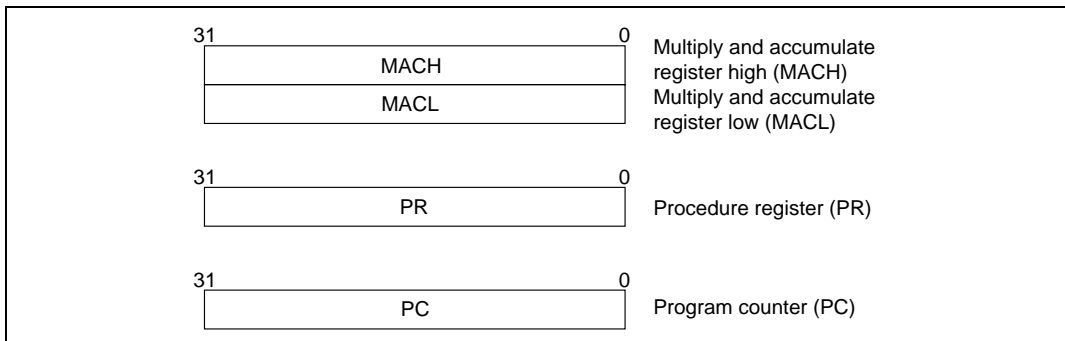 31 0
MACH
MACL
Multiply and accumulate
register high (MACH)
Multiply and accumulate
register low (MACL)
31 0
PR
Procedure register (PR)
31 0
PC
Program counter (PC)